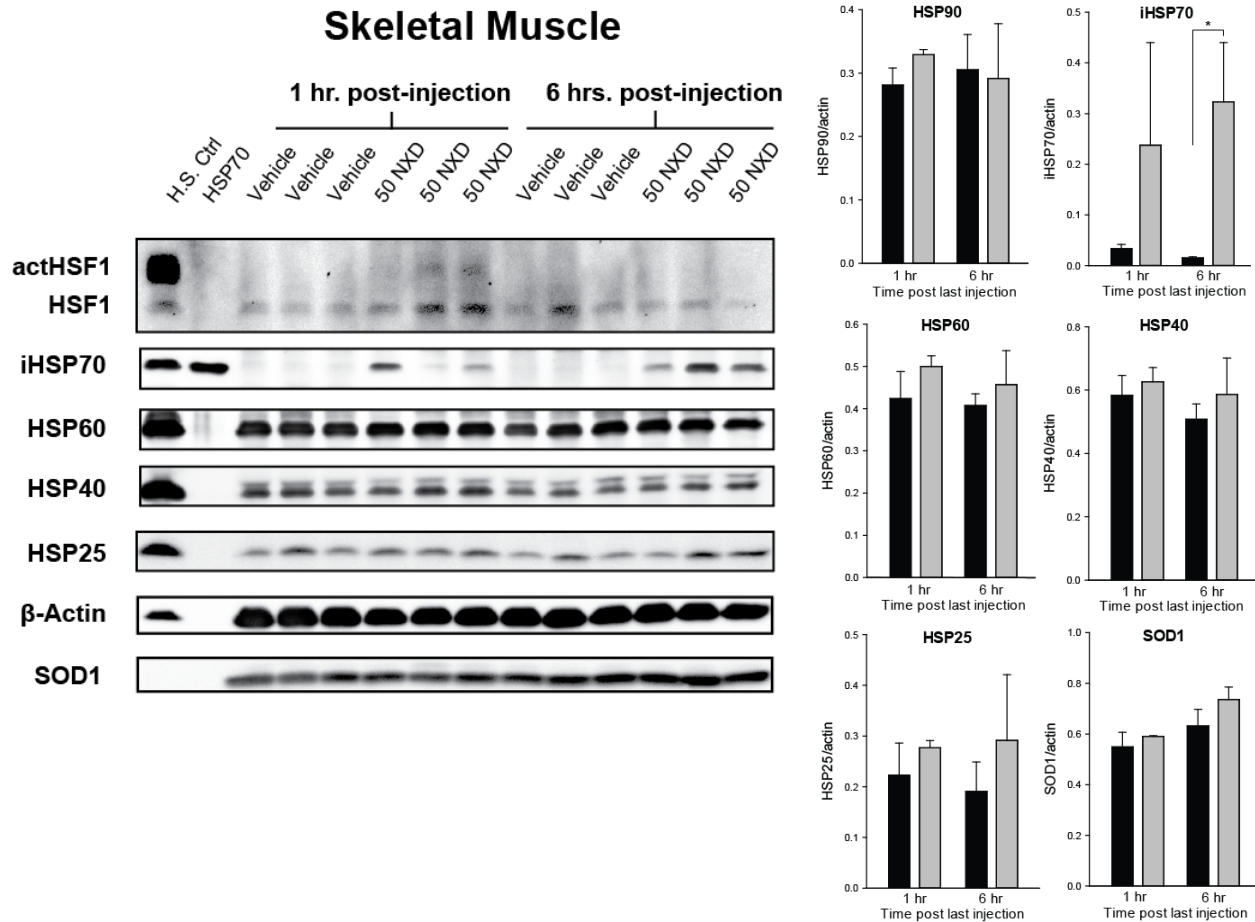 Skeletal Muscle
1 hr. post-injection
6 hrs. post-injection
H.S. Ctrl
HSP70
Vehicle
Vehicle
Vehicle
50 NXD
50 NXD
50 NXD
Vehicle
Vehicle
Vehicle
50 NXD
50 NXD
50 NXD
actHSF1
HSF1
iHSP70
HSP60
HSP40
HSP25
β-Actin
SOD1
HSP90
HSP90/actin
0.4
0.3
0.2
0.1
0.0
1 hr
6 hr
Time post last injection
iHSP70
*
iHSP70/actin
0.5
0.4
0.3
0.2
0.1
0.0
1 hr
6 hr
Time post last injection
HSP60
HSP60/actin
0.6
0.5
0.4
0.3
0.2
0.1
0.0
1 hr
6 hr
Time post last injection
HSP40
HSP40/actin
0.8
0.6
0.4
0.2
0.0
1 hr
6 hr
Time post last injection
HSP25
HSP25/actin
0.5
0.4
0.3
0.2
0.1
0.0
1 hr
6 hr
Time post last injection
SOD1
SOD1/actin
1.0
0.8
0.6
0.4
0.2
0.0
1 hr
6 hr
Time post last injection